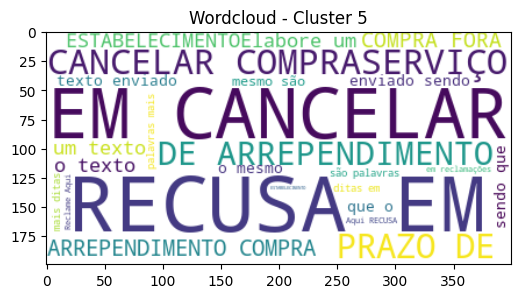 Wordcloud - Cluster 5
0
25
50
75
100
125
150
175
0
50
100
150
200
250
300
350
ESTABELECIMENTOElabore um
COMPRA FORA
CANCELAR COMPRASERVIÇO
texto enviado
mesmo são
enviado sendo
EM CANCELAR
palavras mais
um texto
DE ARREPENDIMENTO
o texto
o mesmo
são palavras
em reclamações
sendo que
mais ditas
Reclame Aqui
RECUSA EM
ESTABELECIMENTO
ditas em
que o
Aqui RECUSA
ARREPENDIMENTO COMPRA
PRAZO DE